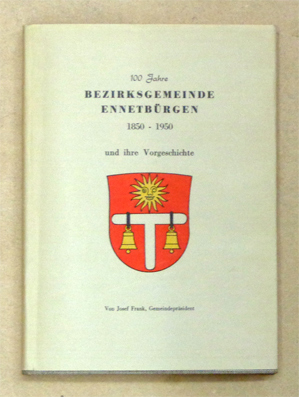 100 Jahre
BEZIRKSGEMEINDE
ENNETBÜRGEN
1850 - 1950
und ihre Vorgeschichte
Von Josef Frank, Gemeindepräsident